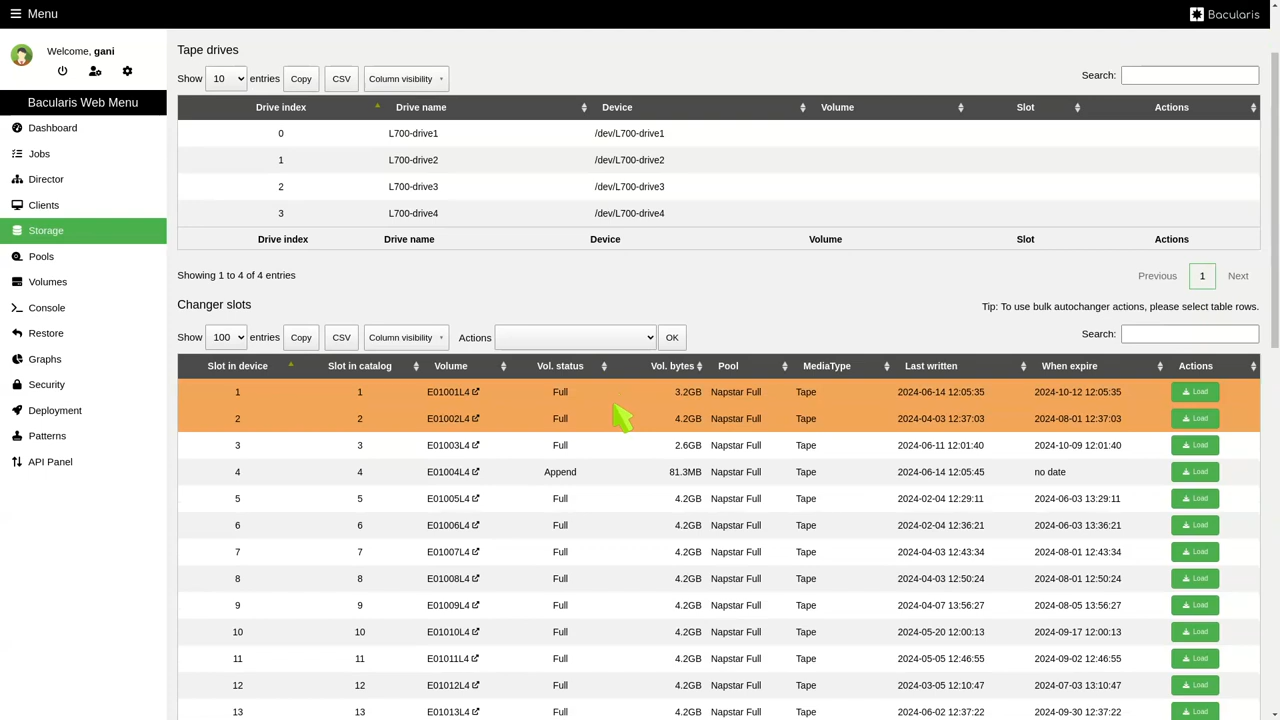 Menu
Bacularis
Welcome, gani
Bacularis Web Menu
Dashboard
Jobs
Director
Clients
Storage
Pools
Volumes
Console
Restore
Graphs
Security
Deployment
Patterns
API Panel
Tape drives
Show 10 entries Copy CSV Column visibility Search:
Drive index Drive name Device Volume Slot Actions
0 L700-drive1 /dev/L700-drive1
1 L700-drive2 /dev/L700-drive2
2 L700-drive3 /dev/L700-drive3
3 L700-drive4 /dev/L700-drive4
Drive index Drive name Device Volume Slot Actions
Showing 1 to 4 of 4 entries Previous 1 Next
Changer slots Tip: To use bulk autochanger actions, please select table rows.
Show 100 entries Copy CSV Column visibility Actions OK Search:
Slot in device Slot in catalog Volume Vol. status Vol. bytes Pool MediaType Last written When expire Actions
1 1 E01001L4 Full 3.2GB Napstar Full Tape 2024-06-14 12:05:35 2024-10-12 12:05:35 Load
2 2 E01002L4 Full 4.2GB Napstar Full Tape 2024-04-03 12:37:03 2024-08-01 12:37:03 Load
3 3 E01003L4 Full 2.6GB Napstar Full Tape 2024-06-11 12:01:40 2024-10-09 12:01:40 Load
4 4 E01004L4 Append 81.3MB Napstar Full Tape 2024-06-14 12:05:45 no date Load
5 5 E01005L4 Full 4.2GB Napstar Full Tape 2024-02-04 12:29:11 2024-06-03 13:29:11 Load
6 6 E01006L4 Full 4.2GB Napstar Full Tape 2024-02-04 12:36:21 2024-06-03 13:36:21 Load
7 7 E01007L4 Full 4.2GB Napstar Full Tape 2024-04-03 12:43:34 2024-08-01 12:43:34 Load
8 8 E01008L4 Full 4.2GB Napstar Full Tape 2024-04-03 12:50:24 2024-08-01 12:50:24 Load
9 9 E01009L4 Full 4.2GB Napstar Full Tape 2024-04-07 13:56:27 2024-08-05 13:56:27 Load
10 10 E01010L4 Full 4.2GB Napstar Full Tape 2024-05-20 12:00:13 2024-09-17 12:00:13 Load
11 11 E01011L4 Full 4.2GB Napstar Full Tape 2024-05-05 12:46:55 2024-09-02 12:46:55 Load
12 12 E01012L4 Full 4.2GB Napstar Full Tape 2024-03-05 12:10:47 2024-07-03 13:10:47 Load
13 13 E01013L4 Full 4.2GB Napstar Full Tape 2024-06-02 12:37:22 2024-09-30 12:37:22 Load